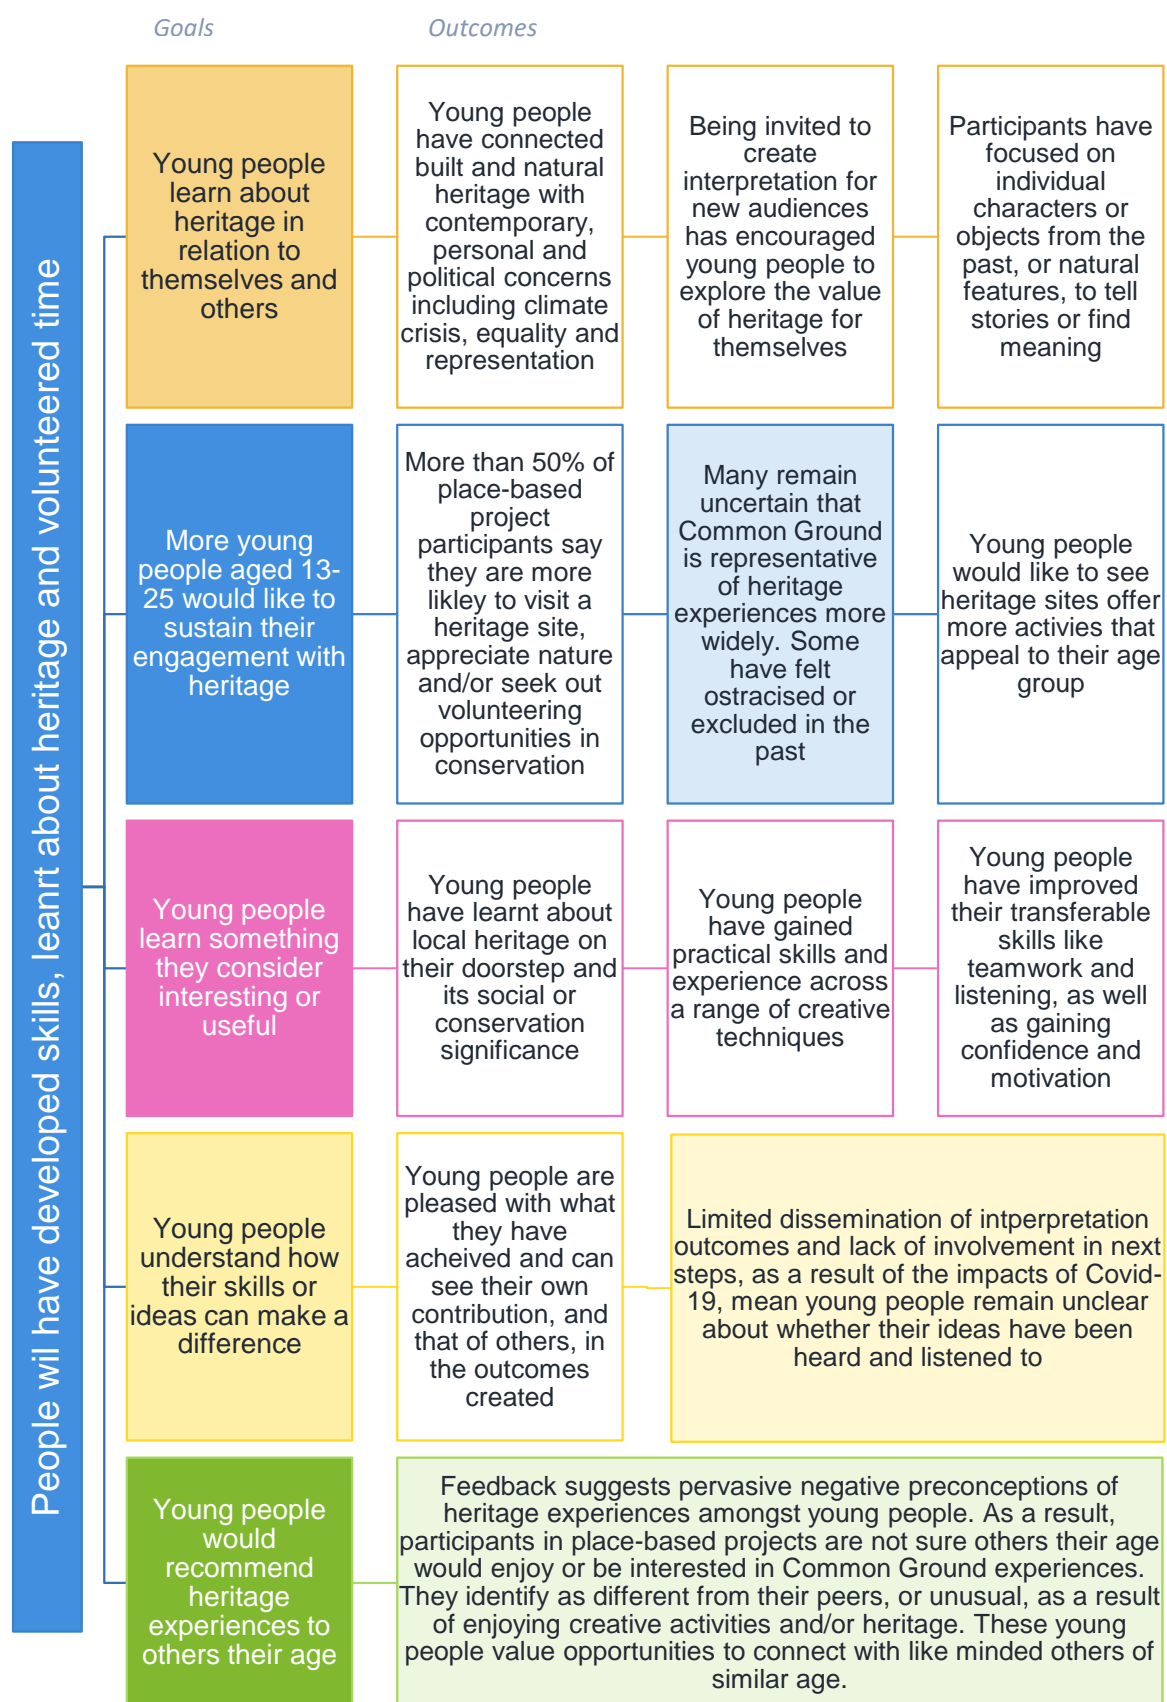 Goals
Outcomes
People wil have developed skills, leanrt about heritage and volunteered time
Young people
learn about
heritage in
relation to
themselves and
others
Young people
have connected
built and natural
heritage with
contemporary,
personal and
political concerns
including climate
crisis, equality and
representation
Being invited to
create
interpretation for
new audiences
has encouraged
young people to
explore the value
of heritage for
themselves
Participants have
focused on
individual
characters or
objects from the
past, or natural
features, to tell
stories or find
meaning
More young
people aged 13-
25 would like to
sustain their
engagement with
heritage
More than 50% of
place-based
project
participants say
they are more
likley to visit a
heritage site,
appreciate nature
and/or seek out
volunteering
opportunities in
conservation
Many remain
uncertain that
Common Ground
is representative
of heritage
experiences more
widely. Some
have felt
ostracised or
excluded in the
past
Young people
would like to see
heritage sites offer
more activies that
appeal to their age
group
Young people
learn something
they consider
interesting or
useful
Young people
have learnt about
local heritage on
their doorstep and
its social or
conservation
significance
Young people
have gained
practical skills and
experience across
a range of creative
techniques
Young people
have improved
their transferable
skills like
teamwork and
listening, as well
as gaining
confidence and
motivation
Young people
understand how
their skills or
ideas can make a
difference
Young people are
pleased with what
they have
acheived and can
see their own
contribution, and
that of others, in
the outcomes
created
Limited dissemination of intperpretation
outcomes and lack of involvement in next
steps, as a result of the impacts of Covid-
19, mean young people remain unclear
about whether their ideas have been
heard and listened to
Young people
would
recommend
heritage
experiences to
others their age
Feedback suggests pervasive negative preconceptions of
heritage experiences amongst young people. As a result,
participants in place-based projects are not sure others their age
would enjoy or be interested in Common Ground experiences.
They identify as different from their peers, or unusual, as a result
of enjoying creative activities and/or heritage. These young
people value opportunities to connect with like minded others of
similar age.